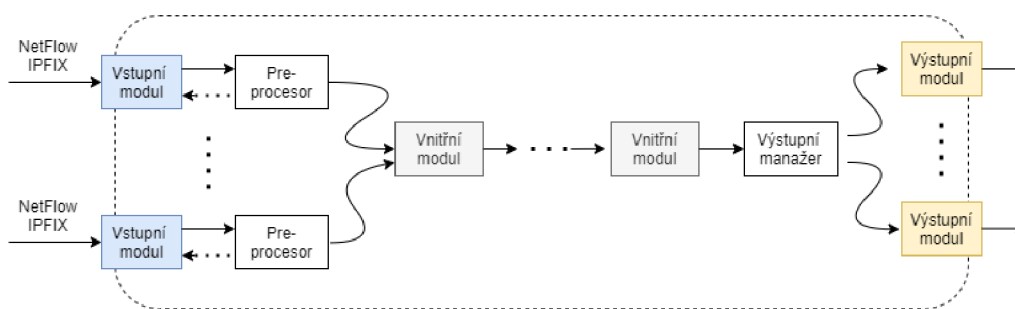 NetFlow
IPFIX
Vstupní
modul
Pre-
procesor
Vnitřní
modul
Vnitřní
modul
Výstupní
manažer
Výstupní
modul
NetFlow
IPFIX
Vstupní
modul
Pre-
procesor
Výstupní
modul